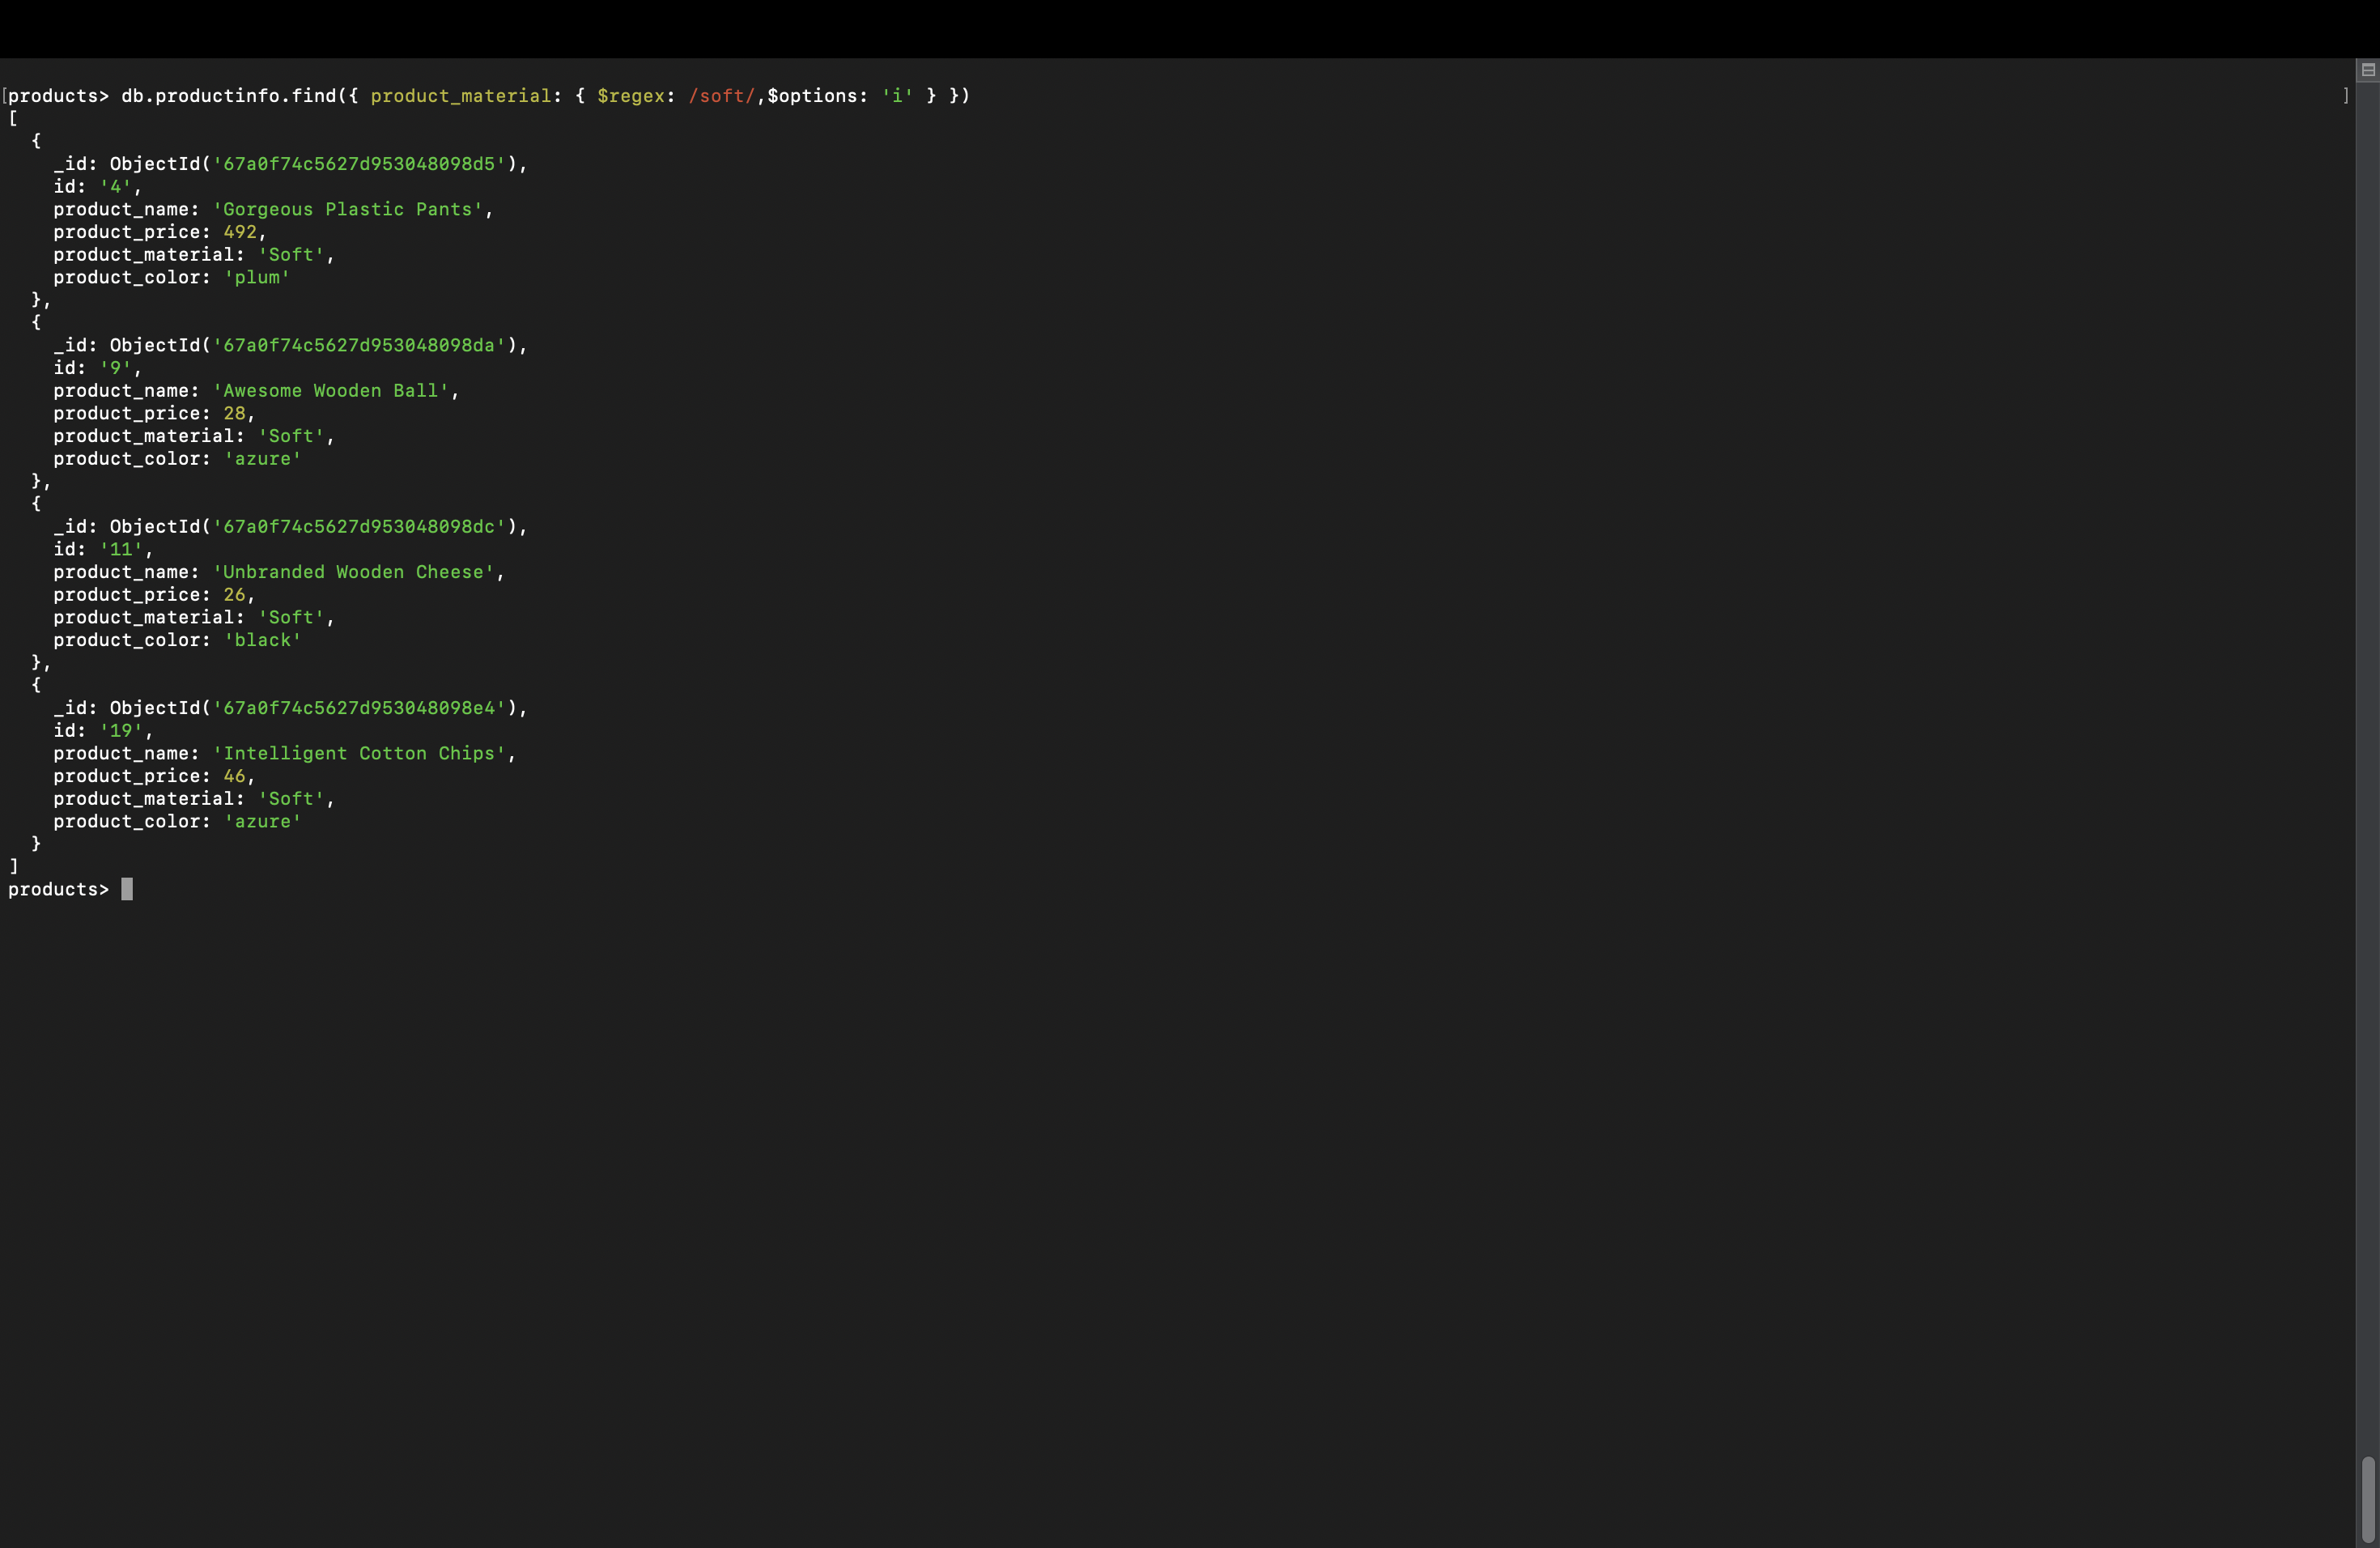 [products> db.productinfo.find({ product_material: { $regex: /soft/,$options: 'i' } }) ]
[
  {
    _id: ObjectId('67a0f74c5627d953048098d5'),
    id: '4',
    product_name: 'Gorgeous Plastic Pants',
    product_price: 492,
    product_material: 'Soft',
    product_color: 'plum'
  },
  {
    _id: ObjectId('67a0f74c5627d953048098da'),
    id: '9',
    product_name: 'Awesome Wooden Ball',
    product_price: 28,
    product_material: 'Soft',
    product_color: 'azure'
  },
  {
    _id: ObjectId('67a0f74c5627d953048098dc'),
    id: '11',
    product_name: 'Unbranded Wooden Cheese',
    product_price: 26,
    product_material: 'Soft',
    product_color: 'black'
  },
  {
    _id: ObjectId('67a0f74c5627d953048098e4'),
    id: '19',
    product_name: 'Intelligent Cotton Chips',
    product_price: 46,
    product_material: 'Soft',
    product_color: 'azure'
  }
]
products>